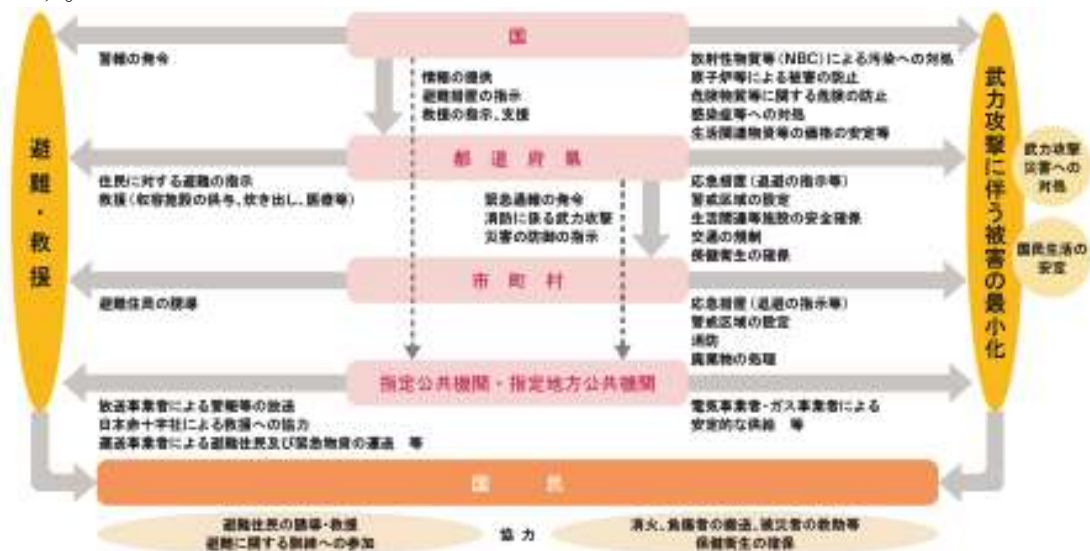 国
警報の発令
放射性物質等(NBC)による汚染への対処
原子炉等による被害の防止
危険物質等に関する危険の防止
感染症等への対処
生活関連物資等の価格の安定等
情報の提供
避難措置の指示
救援の指示、支援
避難・救援
武力攻撃に伴う被害の最小化
武力攻撃
災害への
対処
国民生活の
安定
都道府県
住民に対する避難の指示
救援(収容施設の供与、炊き出し、医療等)
緊急通報の発令
消防に係る武力攻撃
災害の防御の指示
応急措置(退避の指示等)
警戒区域の設定
生活関連等施設の安全確保
交通の規制
保健衛生の確保
市町村
避難住民の誘導
応急措置(退避の指示等)
警戒区域の設定
消防
廃棄物の処理
指定公共機関・指定地方公共機関
放送事業者による警報等の放送
日本赤十字社による救援への協力
運送事業者による避難住民及び緊急物資の運送 等
電気事業者・ガス事業者による
安定的な供給 等
国民
避難住民の誘導・救援
避難に関する訓練への参加
協力
消火、負傷者の搬送、被災者の救助等
保健衛生の確保